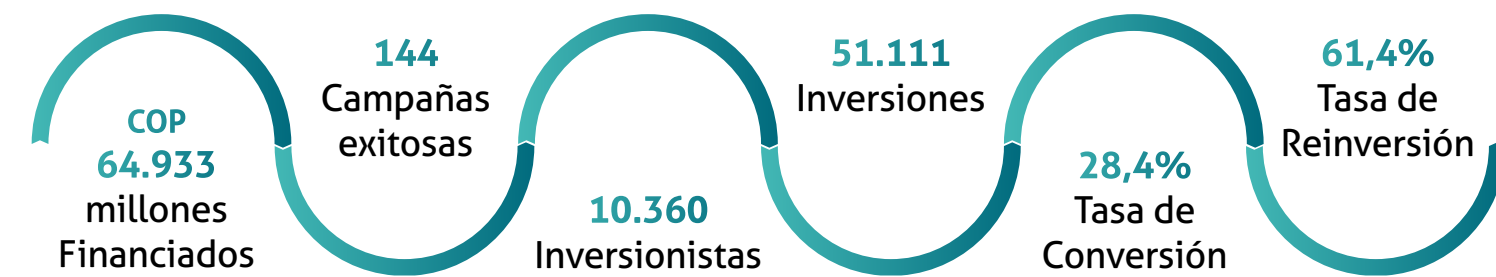 COP
64.933
millones
Financiados
144
Campañas
exitosas
10.360
Inversionistas
51.111
Inversiones
28,4%
Tasa de
Conversión
61,4%
Tasa de
Reinversión